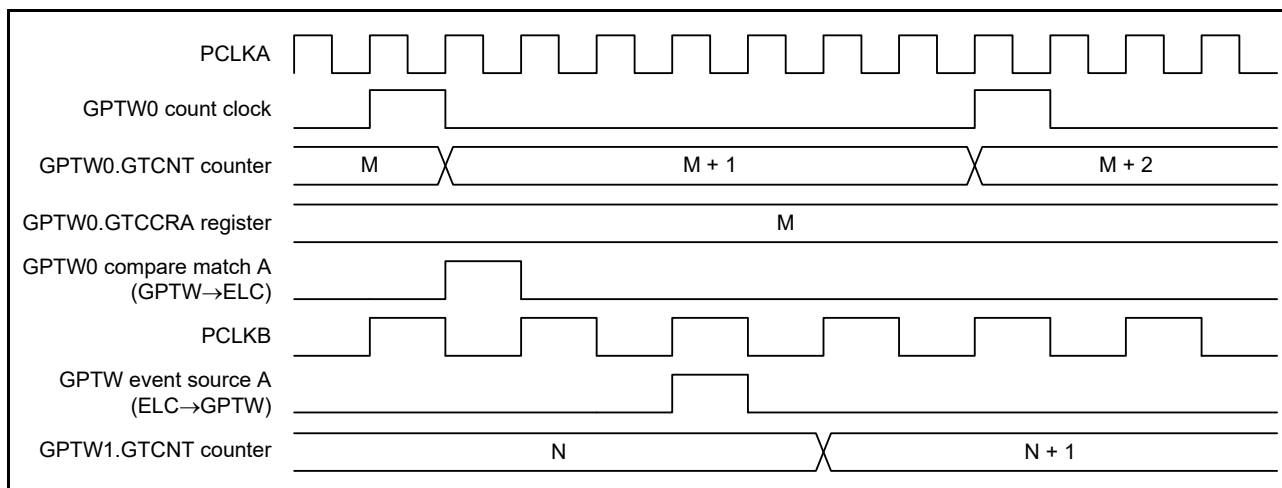 PCLKA
GPTW0 count clock
GPTW0.GTCNT counter
M
M + 1
M + 2
GPTW0.GTCCRA register
M
GPTW0 compare match A
(GPTW→ELC)
PCLKB
GPTW event source A
(ELC→GPTW)
GPTW1.GTCNT counter
N
N + 1